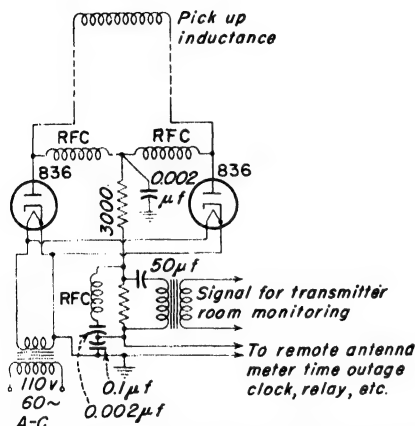 Pick up
inductance
RFC
RFC
836
836
0.002
μf
3000
50μf
RFC
Signal for transmitter
room monitoring
To remote antenna
meter time outage
clock, relay, etc.
110v
60~
A-C
0.1μf
0.002μf